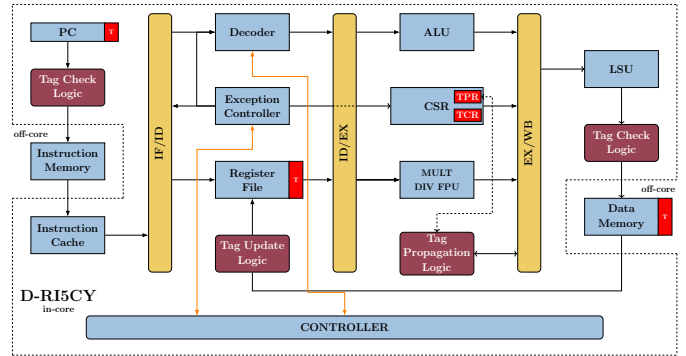 PC
T
Tag Check
Logic
off-core
Instruction
Memory
Instruction
Cache
D-RI5CY
in-core
IF/ID
Decoder
Exception
Controller
Register
File
T
Tag Update
Logic
ID/EX
ALU
CSR
TPR
TCR
MULT
DIV FPU
Tag
Propagation
Logic
EX/WB
LSU
Tag Check
Logic
off-core
Data
Memory
T
CONTROLLER